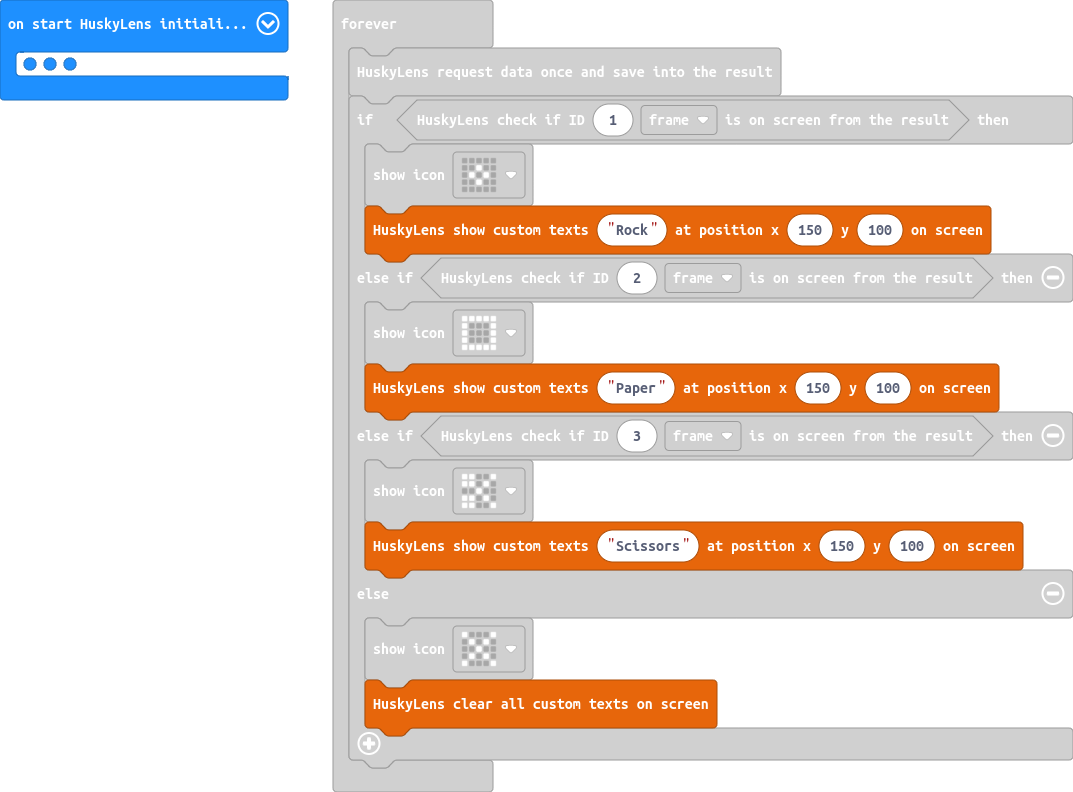 on start HuskyLens initiali...
forever
HuskyLens request data once and save into the result
if HuskyLens check if ID 1 frame is on screen from the result then
show icon
HuskyLens show custom texts "Rock" at position x 150 y 100 on screen
else if HuskyLens check if ID 2 frame is on screen from the result then
show icon
HuskyLens show custom texts "Paper" at position x 150 y 100 on screen
else if HuskyLens check if ID 3 frame is on screen from the result then
show icon
HuskyLens show custom texts "Scissors" at position x 150 y 100 on screen
else
show icon
HuskyLens clear all custom texts on screen